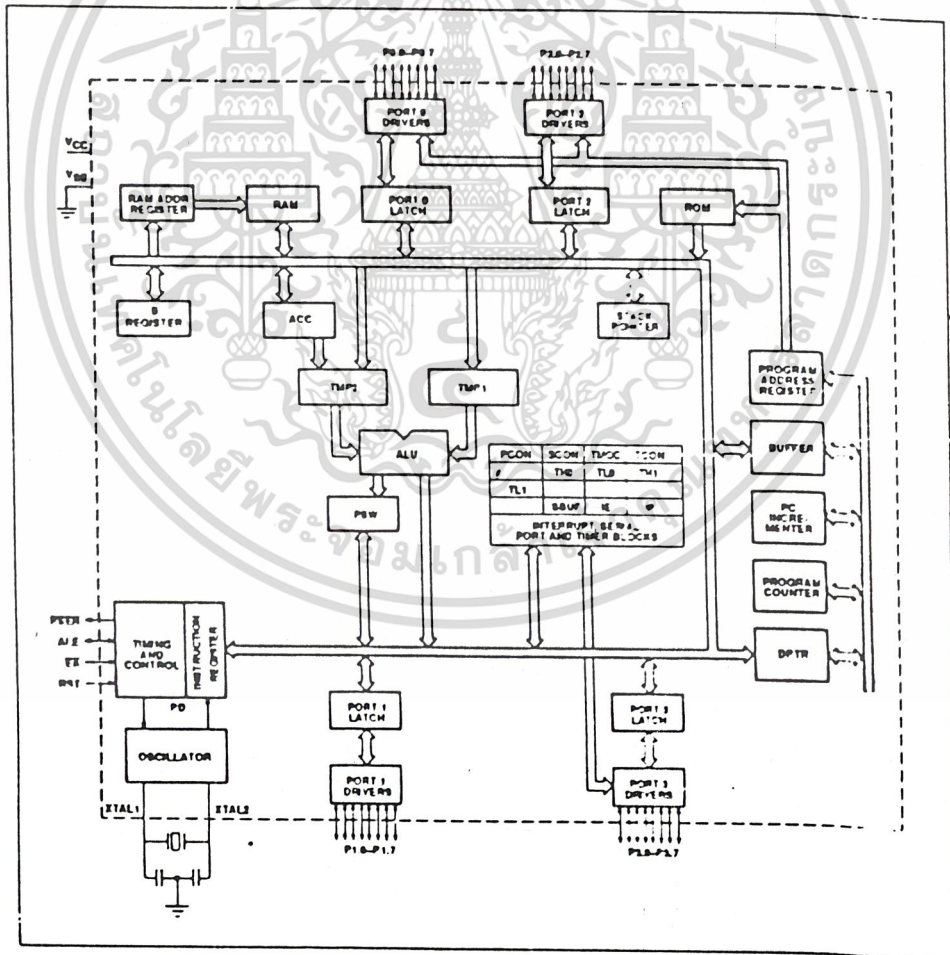 P0.0–P0.7
P2.0–P2.7
PORT 0
DRIVERS
PORT 2
DRIVERS
VCC
VSS
RAM ADDR
REGISTER
RAM
PORT 0
LATCH
PORT 2
LATCH
ROM
B
REGISTER
ACC
STACK
POINTER
PROGRAM
ADDRESS
REGISTER
TMP2
TMP1
BUFFER
ALU
PCON SCON TMOD TCON
TH0 TL0 TH1
TL1
SBUF IE IP
INTERRUPT, SERIAL
PORT AND TIMER BLOCKS
PSW
PC
INCRE-
MENTER
PROGRAM
COUNTER
PSEN
ALE
EA
RST
TIMING
AND
CONTROL
INSTRUCTION
REGISTER
DPTR
PD
PORT 1
LATCH
PORT 3
LATCH
OSCILLATOR
PORT 1
DRIVERS
PORT 3
DRIVERS
XTAL1
XTAL2
P1.0–P1.7
P3.0–P3.7